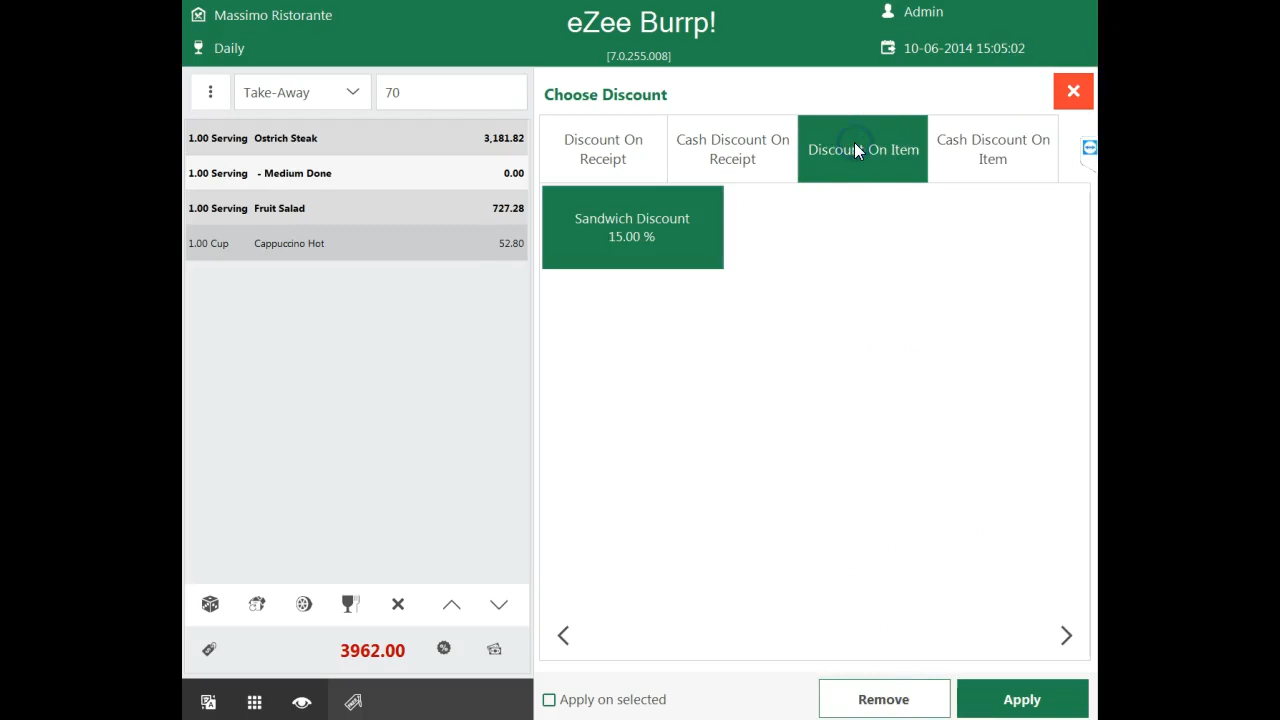 Massimo Ristorante
Daily
eZee Burrp!
[7.0.255.008]
Admin
10-06-2014 15:05:02
Take-Away
70
1.00 Serving Ostrich Steak 3,181.82
1.00 Serving - Medium Done 0.00
1.00 Serving Fruit Salad 727.28
1.00 Cup Cappuccino Hot 52.80
3962.00
Choose Discount
Discount On
Receipt
Cash Discount On
Receipt
Discount On Item
Cash Discount On
Item
Sandwich Discount
15.00 %
Apply on selected
Remove
Apply